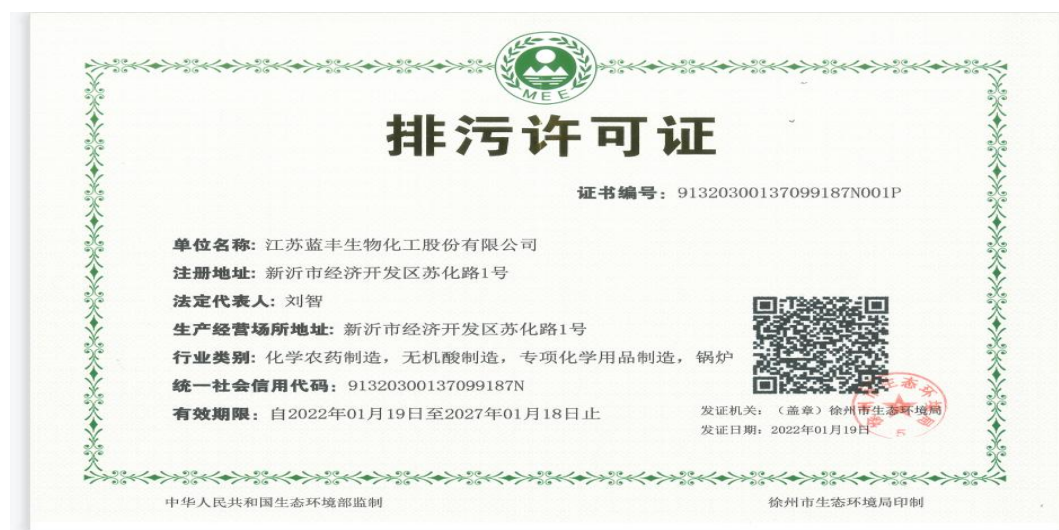 MEE
排污许可证
证书编号：91320300137099187N001P
单位名称: 江苏蓝丰生物化工股份有限公司
注册地址: 新沂市经济开发区苏化路1号
法定代表人: 刘智
生产经营场所地址: 新沂市经济开发区苏化路1号
行业类别: 化学农药制造，无机酸制造，专项化学用品制造，锅炉
统一社会信用代码：91320300137099187N
有效期限：自2022年01月19日至2027年01月18日止
发证机关：（盖章）徐州市生态环境局
发证日期：2022年01月19日
中华人民共和国生态环境部监制
徐州市生态环境局印制